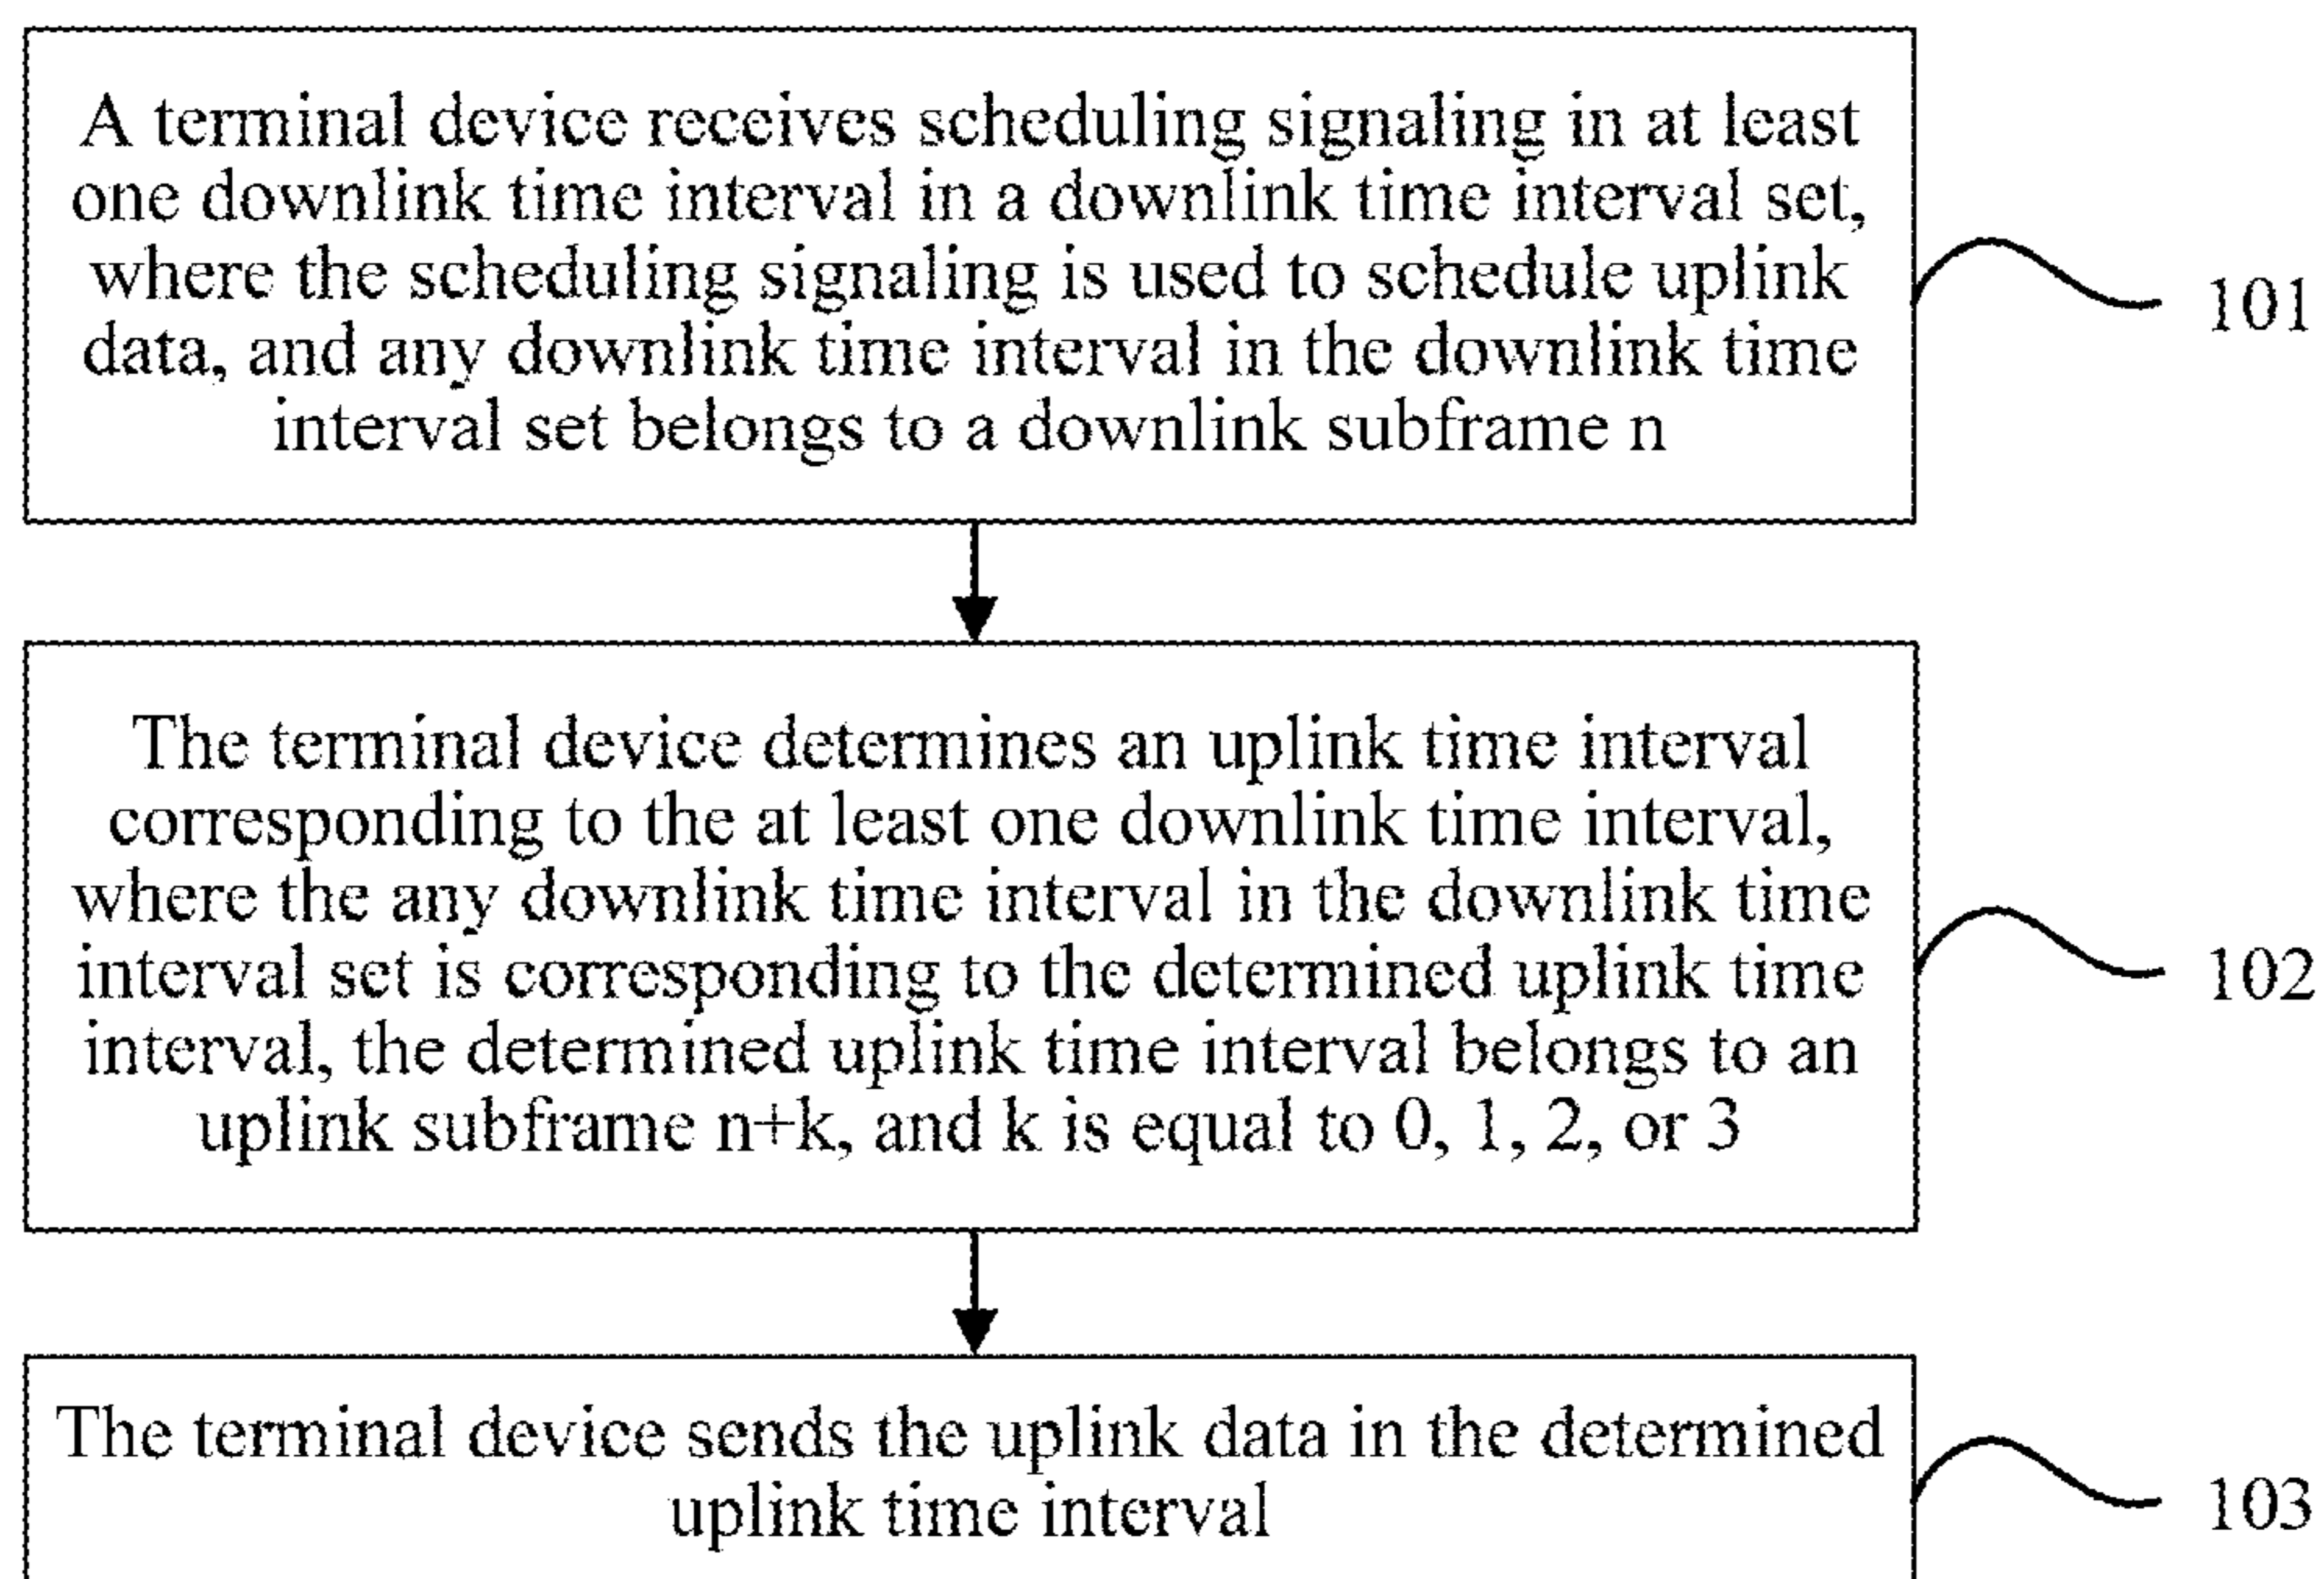 A terminal device receives scheduling signaling in at least
one downlink time interval in a downlink time interval set,
where the scheduling signaling is used to schedule uplink
data, and any downlink time interval in the downlink time
interval set belongs to a downlink subframe n
101
The terminal device determines an uplink time interval
corresponding to the at least one downlink time interval,
where the any downlink time interval in the downlink time
interval set is corresponding to the determined uplink time
interval, the determined uplink time interval belongs to an
uplink subframe n+k, and k is equal to 0, 1, 2, or 3
102
The terminal device sends the uplink data in the determined
uplink time interval
103